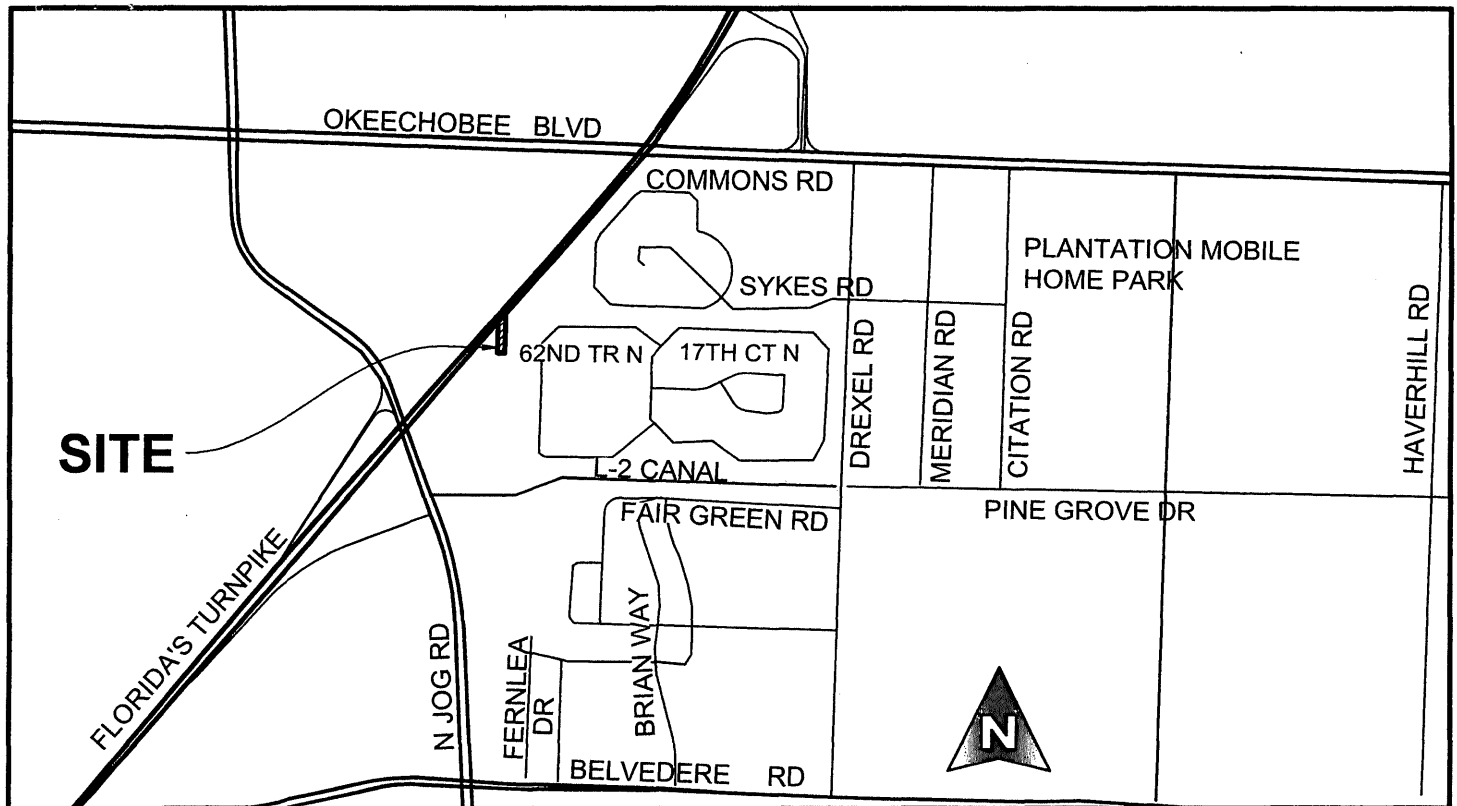 OKEECHOBEE BLVD
COMMONS RD
PLANTATION MOBILE
HOME PARK
SYKES RD
62ND TR N
17TH CT N
DREXEL RD
MERIDIAN RD
CITATION RD
HAVERHILL RD
SITE
L-2 CANAL
FAIR GREEN RD
PINE GROVE DR
FLORIDA'S TURNPIKE
N JOG RD
FERNLEA
DR
BRIAN WAY
N
BELVEDERE RD